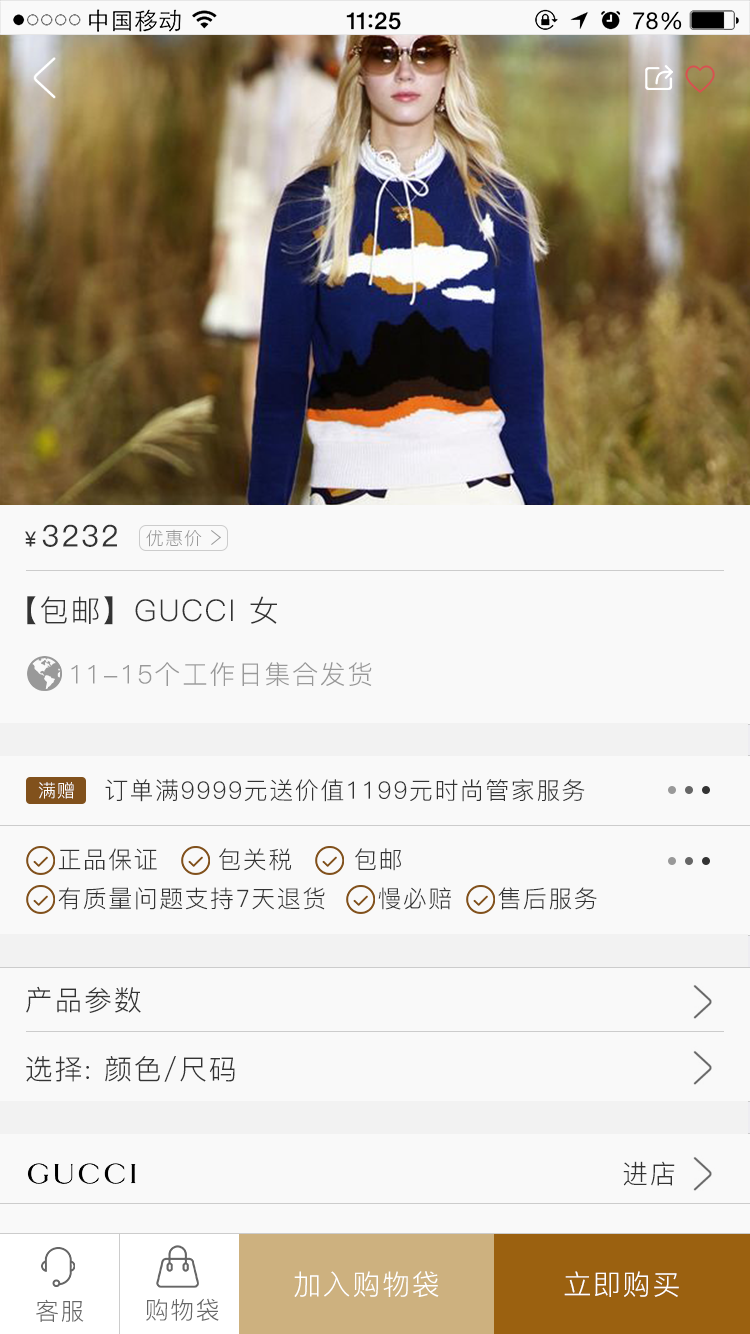 中国移动 11:25 78%
¥3232 优惠价
【包邮】GUCCI 女
11-15个工作日集合发货
满赠 订单满9999元送价值1199元时尚管家服务
正品保证 包关税 包邮
有质量问题支持7天退货 慢必赔 售后服务
产品参数
选择: 颜色/尺码
GUCCI 进店
客服 购物袋 加入购物袋 立即购买